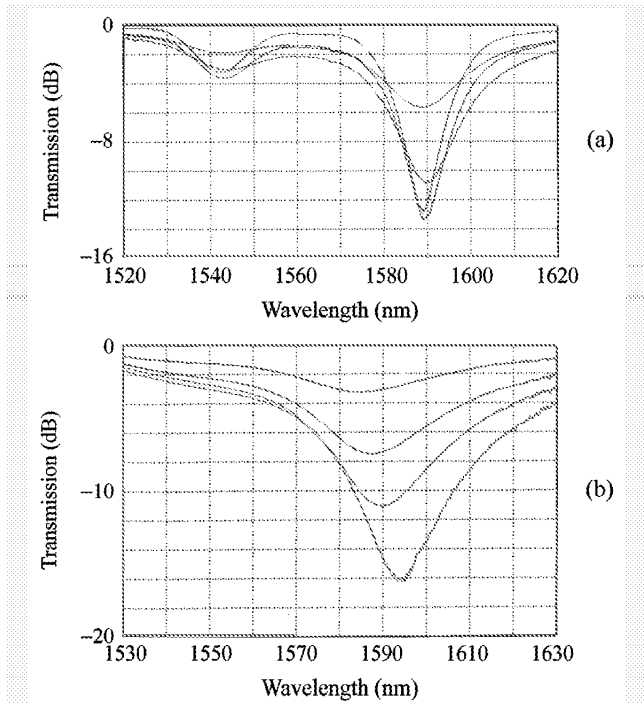 0
−8
−16
Transmission (dB)
(a)
1520 1540 1560 1580 1600 1620
Wavelength (nm)
0
−10
−20
Transmission (dB)
(b)
1530 1550 1570 1590 1610 1630
Wavelength (nm)